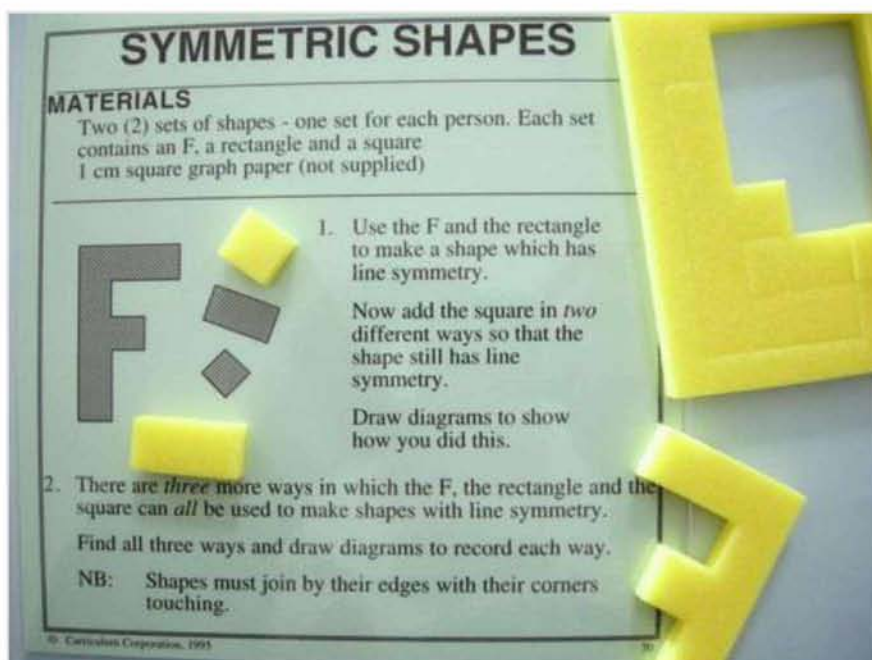 SYMMETRIC SHAPES
MATERIALS
Two (2) sets of shapes - one set for each person. Each set
contains an F, a rectangle and a square
1 cm square graph paper (not supplied)
1. Use the F and the rectangle
to make a shape which has
line symmetry.
Now add the square in two
different ways so that the
shape still has line
symmetry.
Draw diagrams to show
how you did this.
2. There are three more ways in which the F, the rectangle and the
square can all be used to make shapes with line symmetry.
Find all three ways and draw diagrams to record each way.
NB: Shapes must join by their edges with their corners
touching.
© Curriculum Corporation, 1995